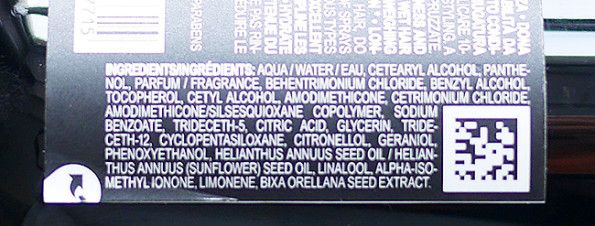 7715
PARABENS
INGREDIENTS/INGRÉDIENTS: AQUA / WATER / EAU, CETEARYL ALCOHOL, PANTHE-
NOL, PARFUM / FRAGRANCE, BEHENTRIMONIUM CHLORIDE, BENZYL ALCOHOL,
TOCOPHEROL, CETYL ALCOHOL, AMODIMETHICONE, CETRIMONIUM CHLORIDE,
AMODIMETHICONE/SILSESQUIOXANE COPOLYMER, SODIUM
BENZOATE, TRIDECETH-5, CITRIC ACID, GLYCERIN, TRIDE-
CETH-12, CYCLOPENTASILOXANE, CITRONELLOL, GERANIOL,
PHENOXYETHANOL, HELIANTHUS ANNUUS SEED OIL / HELIAN-
THUS ANNUUS (SUNFLOWER) SEED OIL, LINALOOL, ALPHA-ISO-
METHYL IONONE, LIMONENE, BIXA ORELLANA SEED EXTRACT.